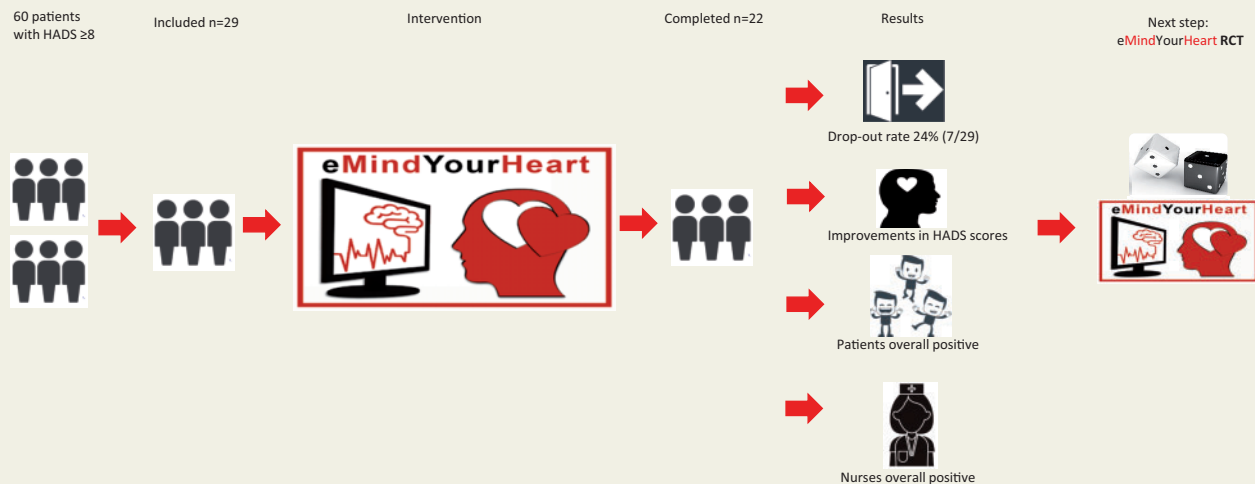 60 patients
with HADS ≥8
Included n=29
Intervention
Completed n=22
Results
Next step:
eMindYourHeart RCT
eMindYourHeart
Drop-out rate 24% (7/29)
Improvements in HADS scores
Patients overall positive
Nurses overall positive
eMindYourHeart